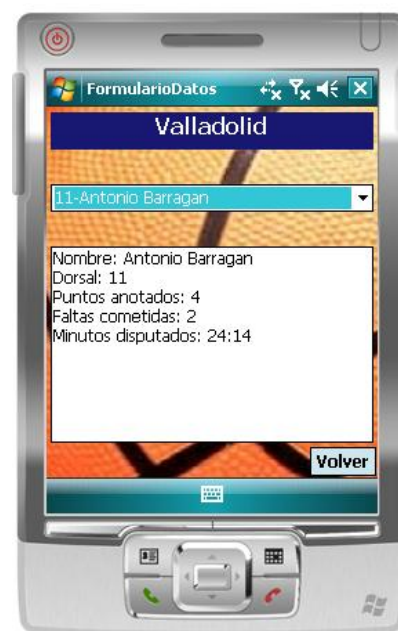 FormularioDatos
Valladolid
11-Antonio Barragan
Nombre: Antonio Barragan
Dorsal: 11
Puntos anotados: 4
Faltas cometidas: 2
Minutos disputados: 24:14
Volver